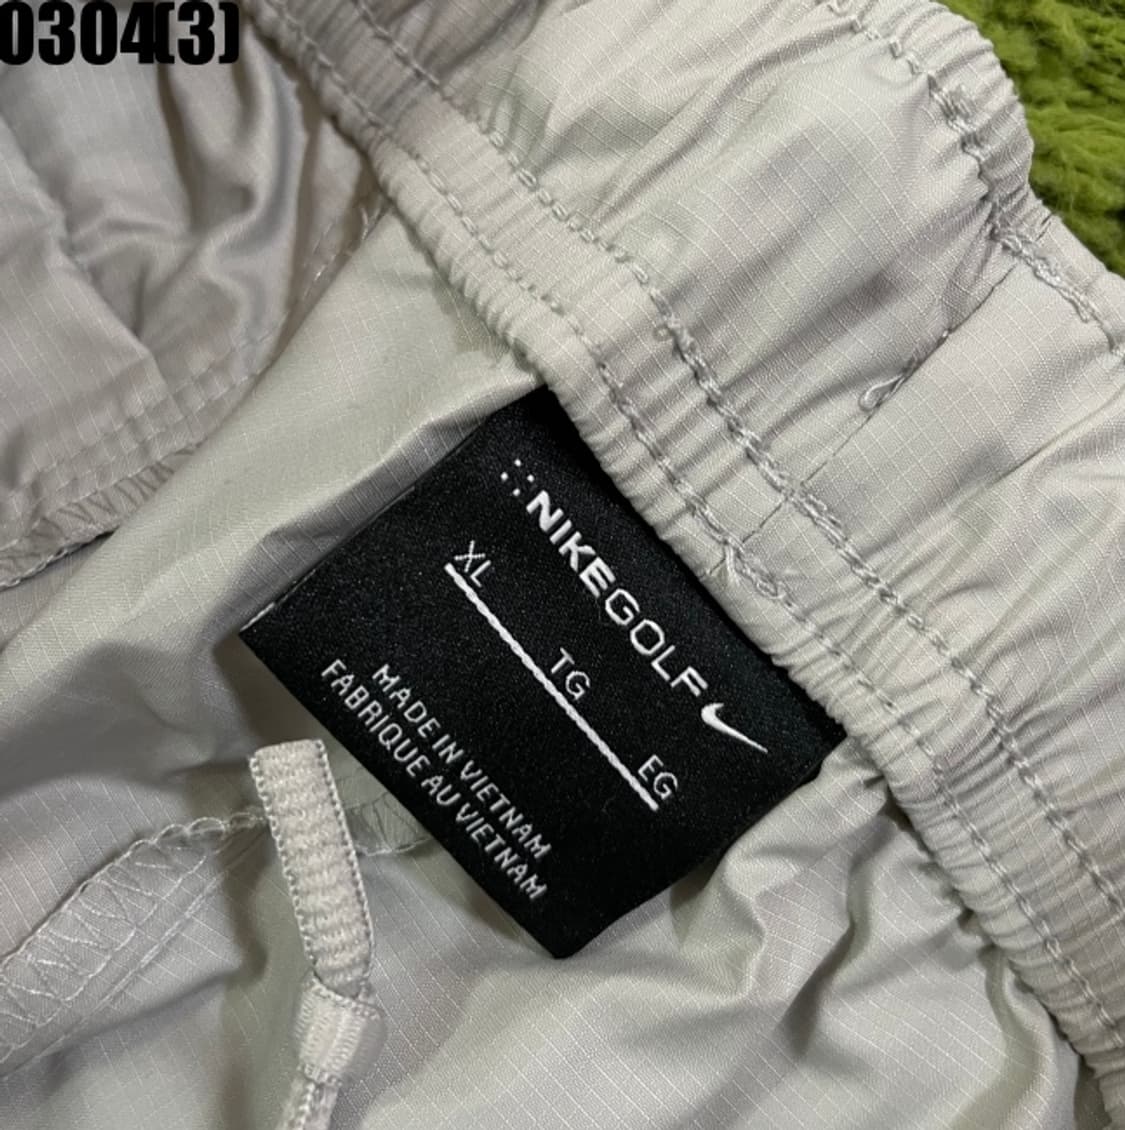 0304(3)
NIKEGOLF
XL TG EG
MADE IN VIETNAM
FABRIQUE AU VIETNAM